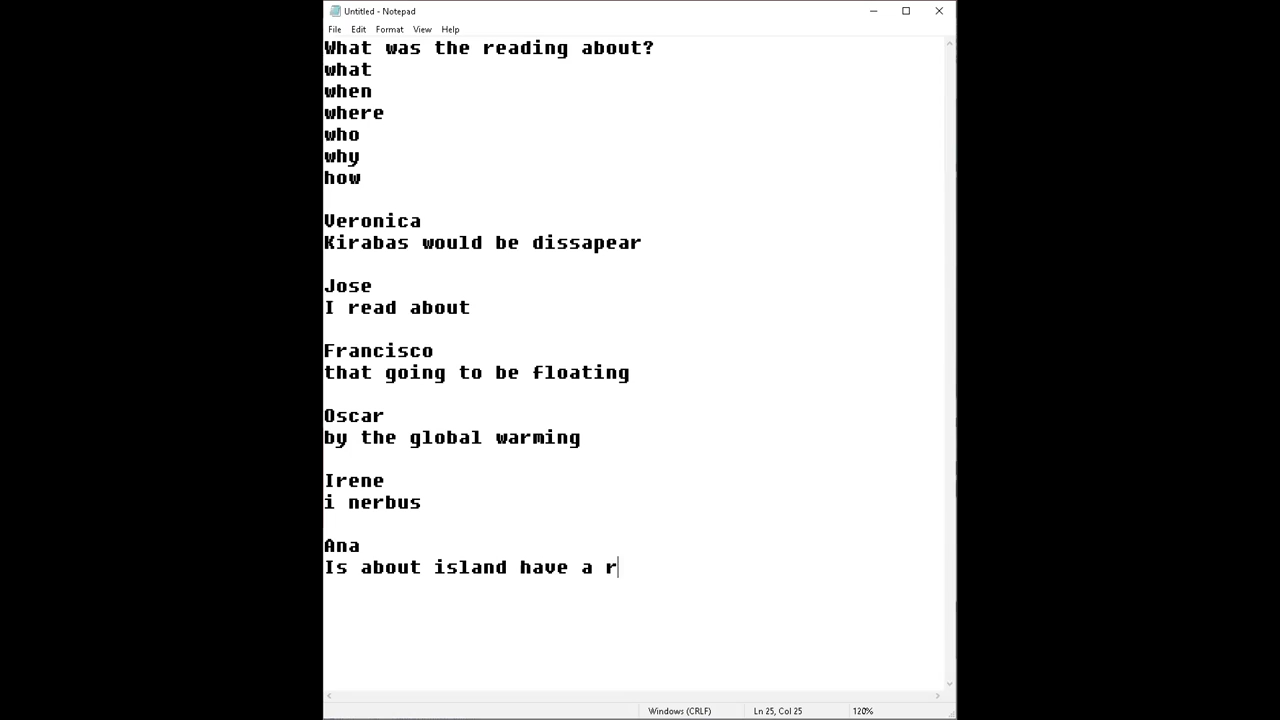 Untitled - Notepad
File Edit Format View Help
What was the reading about?
what
when
where
who
why
how
Veronica
Kirabas would be dissapear
Jose
I read about
Francisco
that going to be floating
Oscar
by the global warming
Irene
i nerbus
Ana
Is about island have a r
Windows (CRLF) Ln 25, Col 25 120%